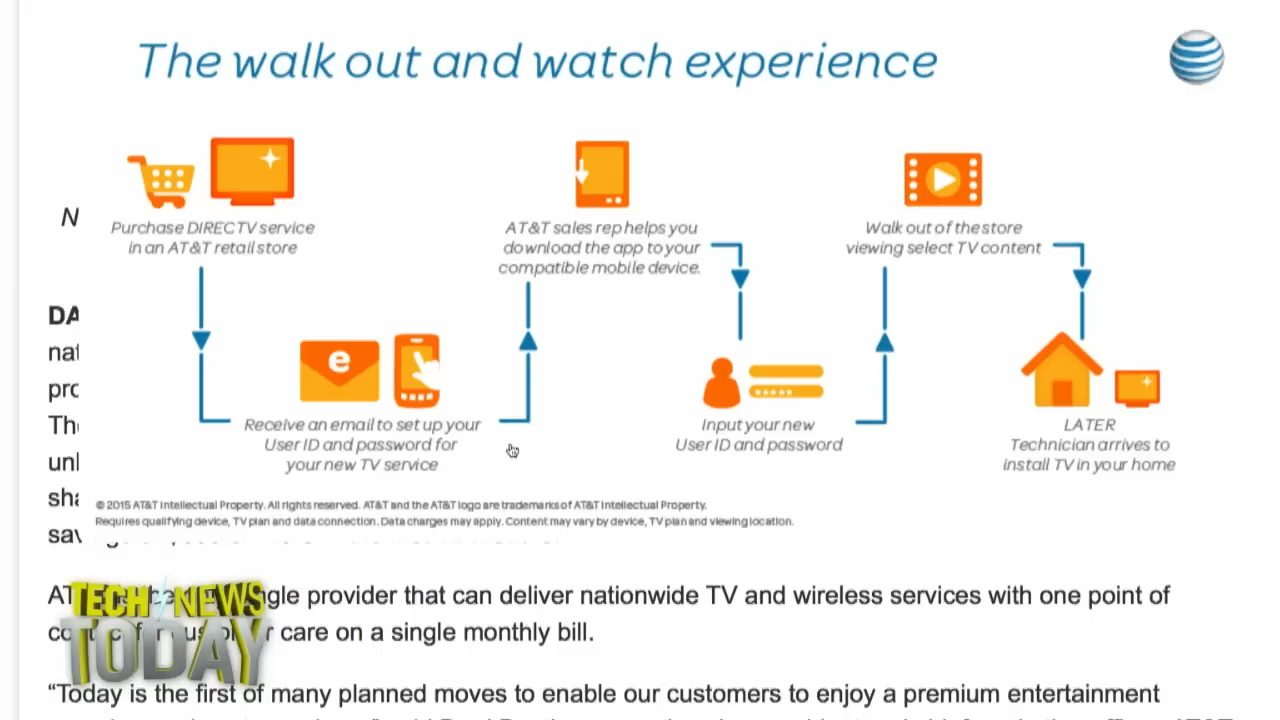 The walk out and watch experience
N
Purchase DIRECTV service
in an AT&T retail store
AT&T sales rep helps you
download the app to your
compatible mobile device.
Walk out of the store
viewing select TV content
DA
nat
pro
The
unl
sha
sav
e
Receive an email to set up your
User ID and password for
your new TV service
Input your new
User ID and password
LATER
Technician arrives to
install TV in your home
© 2015 AT&T Intellectual Property. All rights reserved. AT&T and the AT&T logo are trademarks of AT&T Intellectual Property.
Requires qualifying device, TV plan and data connection. Data charges may apply. Content may vary by device, TV plan and viewing location.
provider that can deliver nationwide TV and wireless services with one point of
care on a single monthly bill.
TECH NEWS
TODAY
“Today is the first of many planned moves to enable our customers to enjoy a premium entertainment